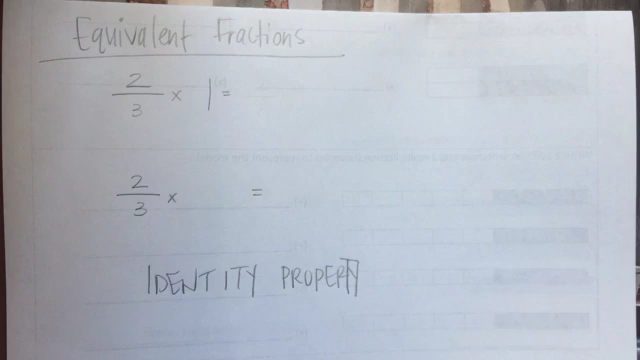 Equivalent Fractions
2/3 × 1 =
2/3 × =
IDENTITY PROPERTY